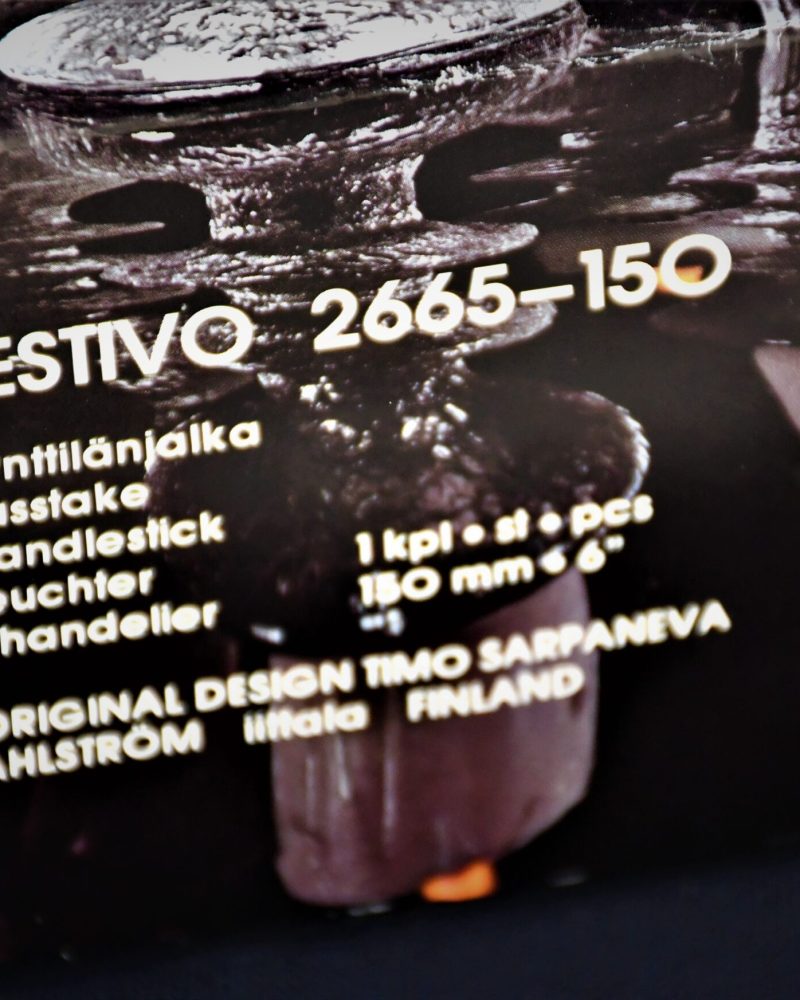 ESTIVO 2665-150
nttilänjalka
sstake
andlestick
1 kpl • st • pcs
uchter
150 mm • 6"
handelier
ORIGINAL DESIGN TIMO SARPANEVA
AHLSTRÖM iittala FINLAND